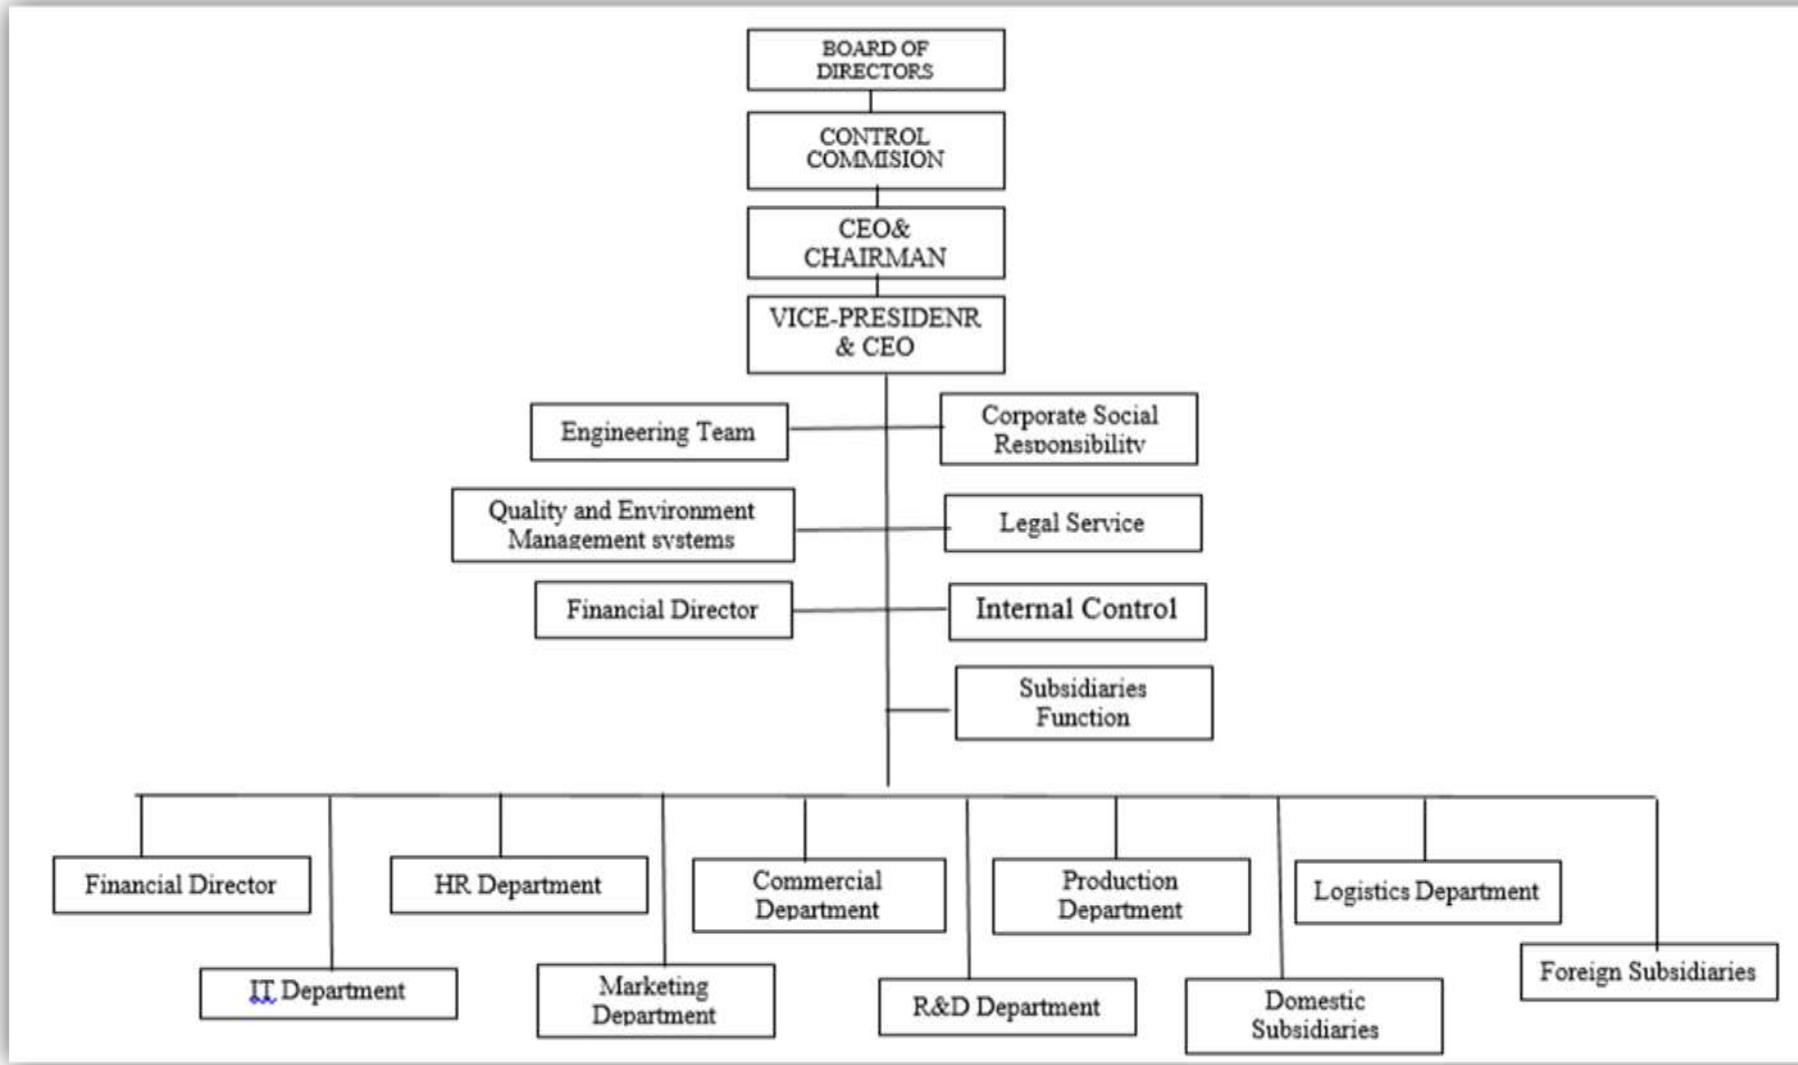 BOARD OF
DIRECTORS
CONTROL
COMMISION
CEO&
CHAIRMAN
VICE-PRESIDENR
& CEO
Engineering Team
Corporate Social
Responsibility
Quality and Environment
Management systems
Legal Service
Financial Director
Internal Control
Subsidiaries
Function
Financial Director
HR Department
Commercial
Department
Production
Department
Logistics Department
IT Department
Marketing
Department
R&D Department
Domestic
Subsidiaries
Foreign Subsidiaries